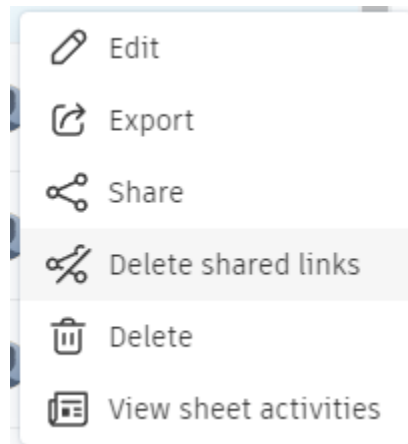 Edit
Export
Share
Delete shared links
Delete
View sheet activities